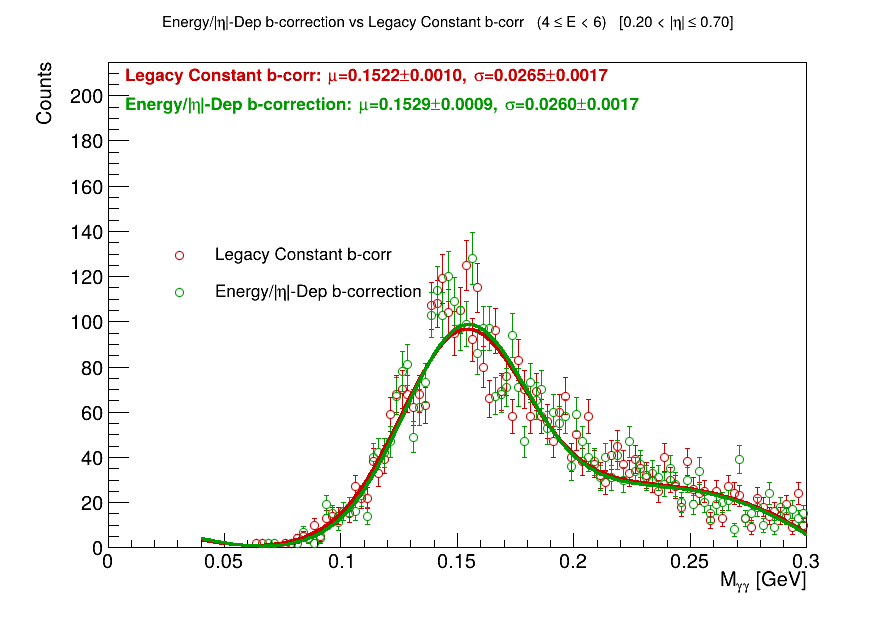 Energy/|η|-Dep b-correction vs Legacy Constant b-corr (4 ≤ E < 6) [0.20 < |η| ≤ 0.70]
Legacy Constant b-corr: μ=0.1522±0.0010, σ=0.0265±0.0017
Energy/|η|-Dep b-correction: μ=0.1529±0.0009, σ=0.0260±0.0017
Counts
200
180
160
140
120
100
80
60
40
20
0
Legacy Constant b-corr
Energy/|η|-Dep b-correction
0 0.05 0.1 0.15 0.2 0.25 0.3
M_γγ [GeV]